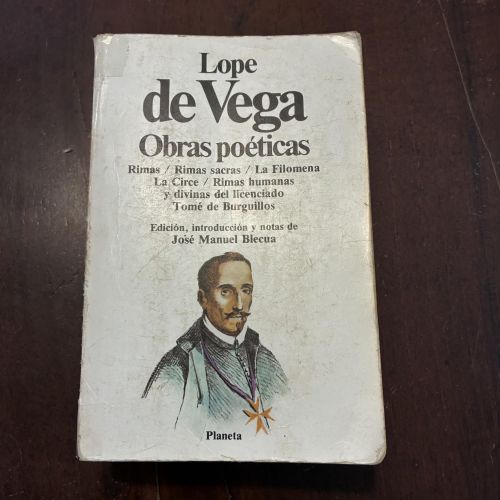 Lope
de Vega
Obras poéticas
Rimas / Rimas sacras / La Filomena
La Circe / Rimas humanas
y divinas del licenciado
Tomé de Burguillos
Edición, introducción y notas de
José Manuel Blecua
Planeta